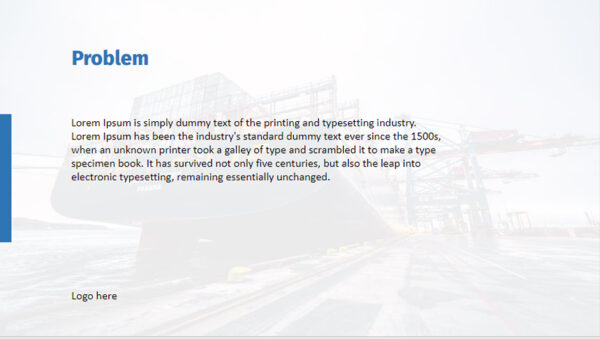 Problem
Lorem Ipsum is simply dummy text of the printing and typesetting industry.
Lorem Ipsum has been the industry's standard dummy text ever since the 1500s,
when an unknown printer took a galley of type and scrambled it to make a type
specimen book. It has survived not only five centuries, but also the leap into
electronic typesetting, remaining essentially unchanged.
Logo here